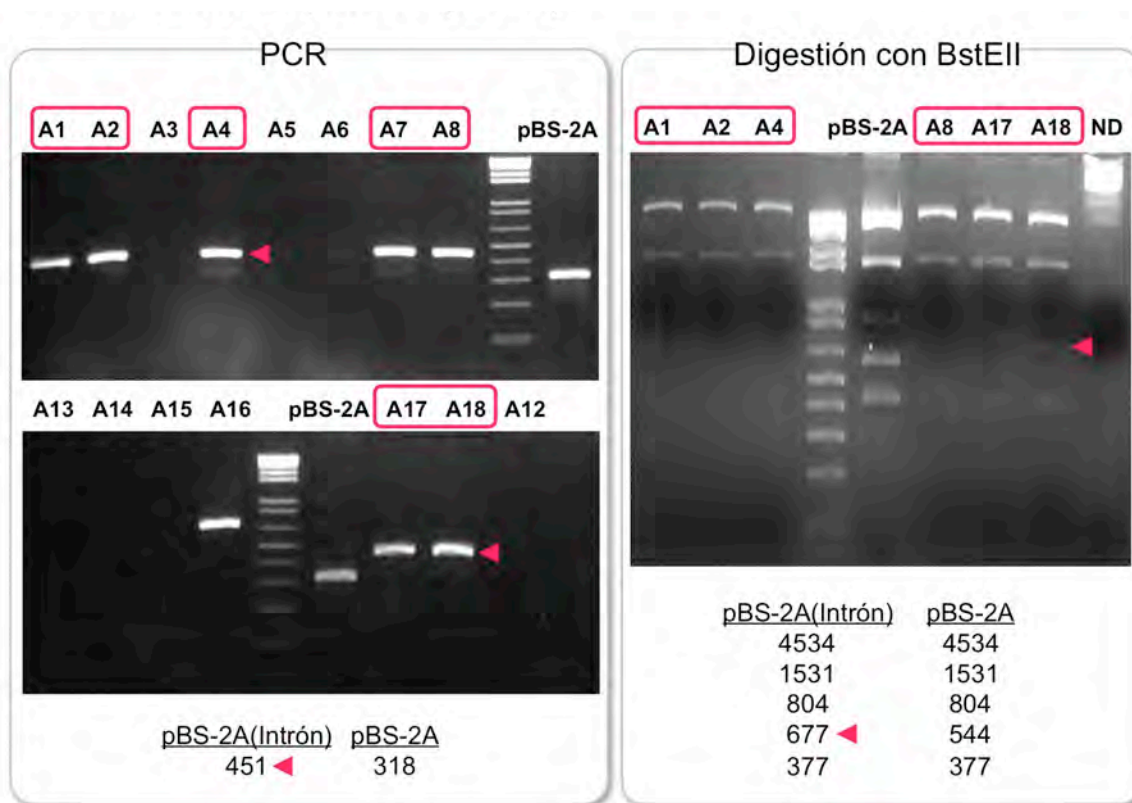 PCR
A1 A2 A3 A4 A5 A6 A7 A8 pBS-2A
A13 A14 A15 A16 pBS-2A A17 A18 A12
pBS-2A(Intrón) pBS-2A
451 318
Digestión con BstEII
A1 A2 A4 pBS-2A A8 A17 A18 ND
pBS-2A(Intrón) pBS-2A
4534 4534
1531 1531
804 804
677 544
377 377